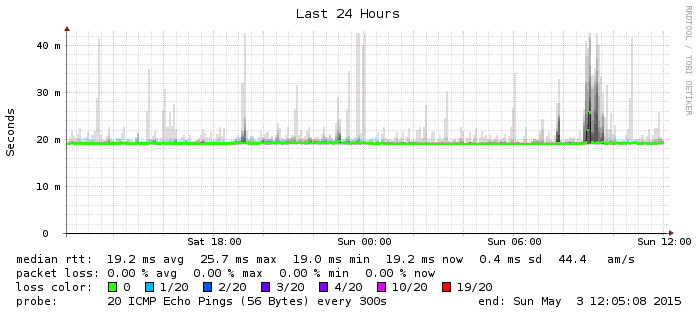 Last 24 Hours
RRDTOOL / TOBI OETIKER
Seconds
40 m
30 m
20 m
10 m
0
Sat 18:00 Sun 00:00 Sun 06:00 Sun 12:00
median rtt: 19.2 ms avg 25.7 ms max 19.0 ms min 19.2 ms now 0.4 ms sd 44.4 am/s
packet loss: 0.00 % avg 0.00 % max 0.00 % min 0.00 % now
loss color: 0 1/20 2/20 3/20 4/20 10/20 19/20
probe: 20 ICMP Echo Pings (56 Bytes) every 300s end: Sun May 3 12:05:08 2015